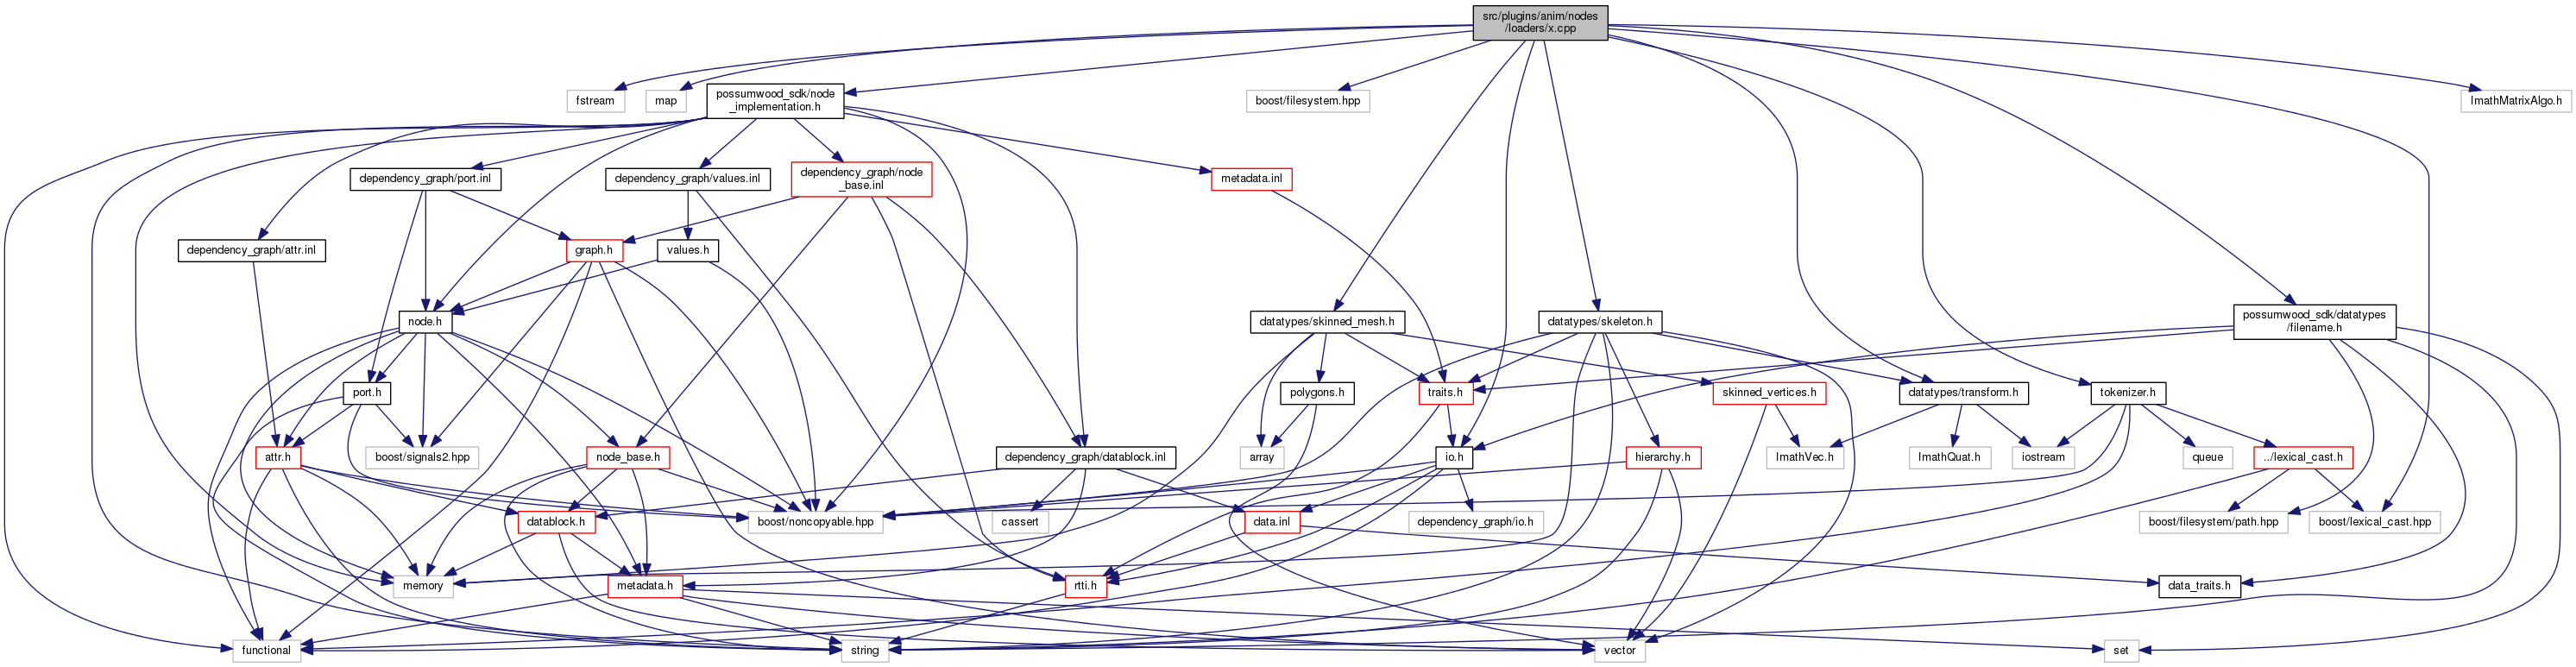 src/plugins/anim/nodes
/loaders/x.cpp
fstream
map
possumwood_sdk/node
_implementation.h
boost/filesystem.hpp
ImathMatrixAlgo.h
dependency_graph/port.inl
dependency_graph/values.inl
dependency_graph/node
_base.inl
metadata.inl
dependency_graph/attr.inl
graph.h
values.h
node.h
datatypes/skinned_mesh.h
datatypes/skeleton.h
possumwood_sdk/datatypes
/filename.h
port.h
polygons.h
traits.h
skinned_vertices.h
datatypes/transform.h
tokenizer.h
attr.h
boost/signals2.hpp
node_base.h
dependency_graph/datablock.inl
array
io.h
hierarchy.h
ImathVec.h
ImathQuat.h
iostream
queue
../lexical_cast.h
datablock.h
boost/noncopyable.hpp
cassert
data.inl
dependency_graph/io.h
boost/filesystem/path.hpp
boost/lexical_cast.hpp
memory
metadata.h
rtti.h
data_traits.h
functional
string
vector
set